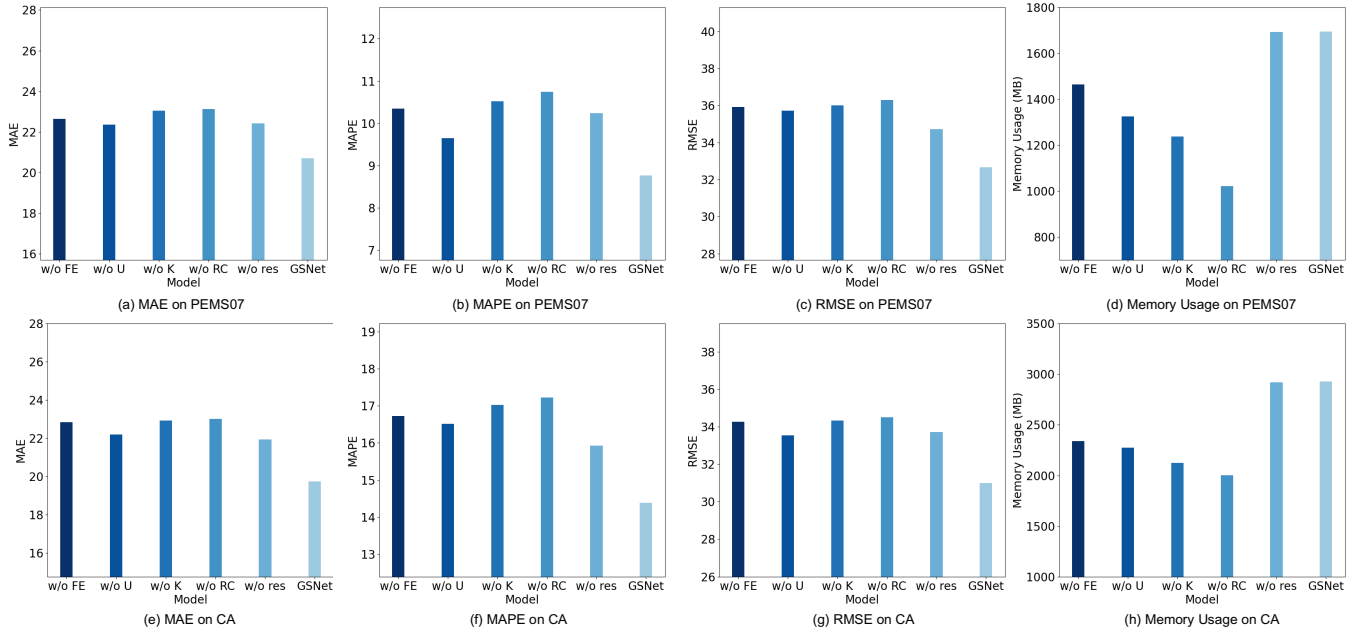 28
26
24
22
20
18
16
MAE
w/o FE w/o U w/o K w/o RC w/o res GSNet
Model
(a) MAE on PEMS07
12
11
10
9
8
7
MAPE
w/o FE w/o U w/o K w/o RC w/o res GSNet
Model
(b) MAPE on PEMS07
40
38
36
34
32
30
28
RMSE
w/o FE w/o U w/o K w/o RC w/o res GSNet
Model
(c) RMSE on PEMS07
1800
1600
1400
1200
1000
800
Memory Usage (MB)
w/o FE w/o U w/o K w/o RC w/o res GSNet
Model
(d) Memory Usage on PEMS07
28
26
24
22
20
18
16
MAE
w/o FE w/o U w/o K w/o RC w/o res GSNet
Model
(e) MAE on CA
19
18
17
16
15
14
13
MAPE
w/o FE w/o U w/o K w/o RC w/o res GSNet
Model
(f) MAPE on CA
38
36
34
32
30
28
26
RMSE
w/o FE w/o U w/o K w/o RC w/o res GSNet
Model
(g) RMSE on CA
3500
3000
2500
2000
1500
1000
Memory Usage (MB)
w/o FE w/o U w/o K w/o RC w/o res GSNet
Model
(h) Memory Usage on CA